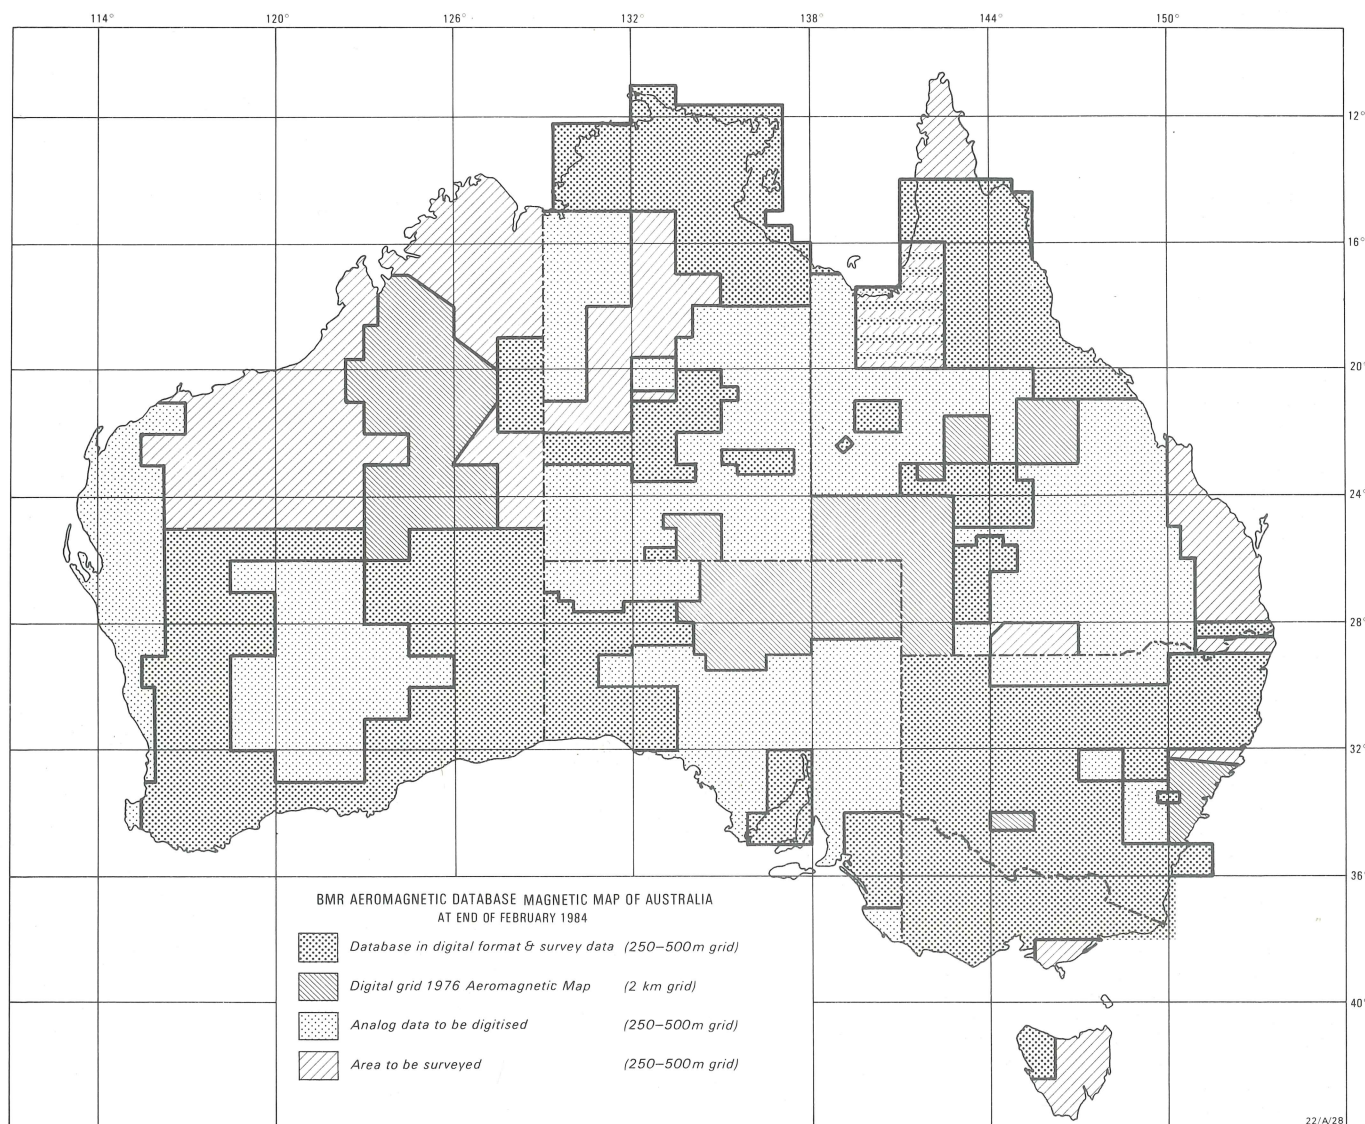 114° 120° 126° 132° 138° 144° 150°
12°
16°
20°
24°
28°
32°
36°
40°
BMR AEROMAGNETIC DATABASE MAGNETIC MAP OF AUSTRALIA
AT END OF FEBRUARY 1984
Database in digital format & survey data (250–500m grid)
Digital grid 1976 Aeromagnetic Map (2 km grid)
Analog data to be digitised (250–500m grid)
Area to be surveyed (250–500m grid)
22/A/28